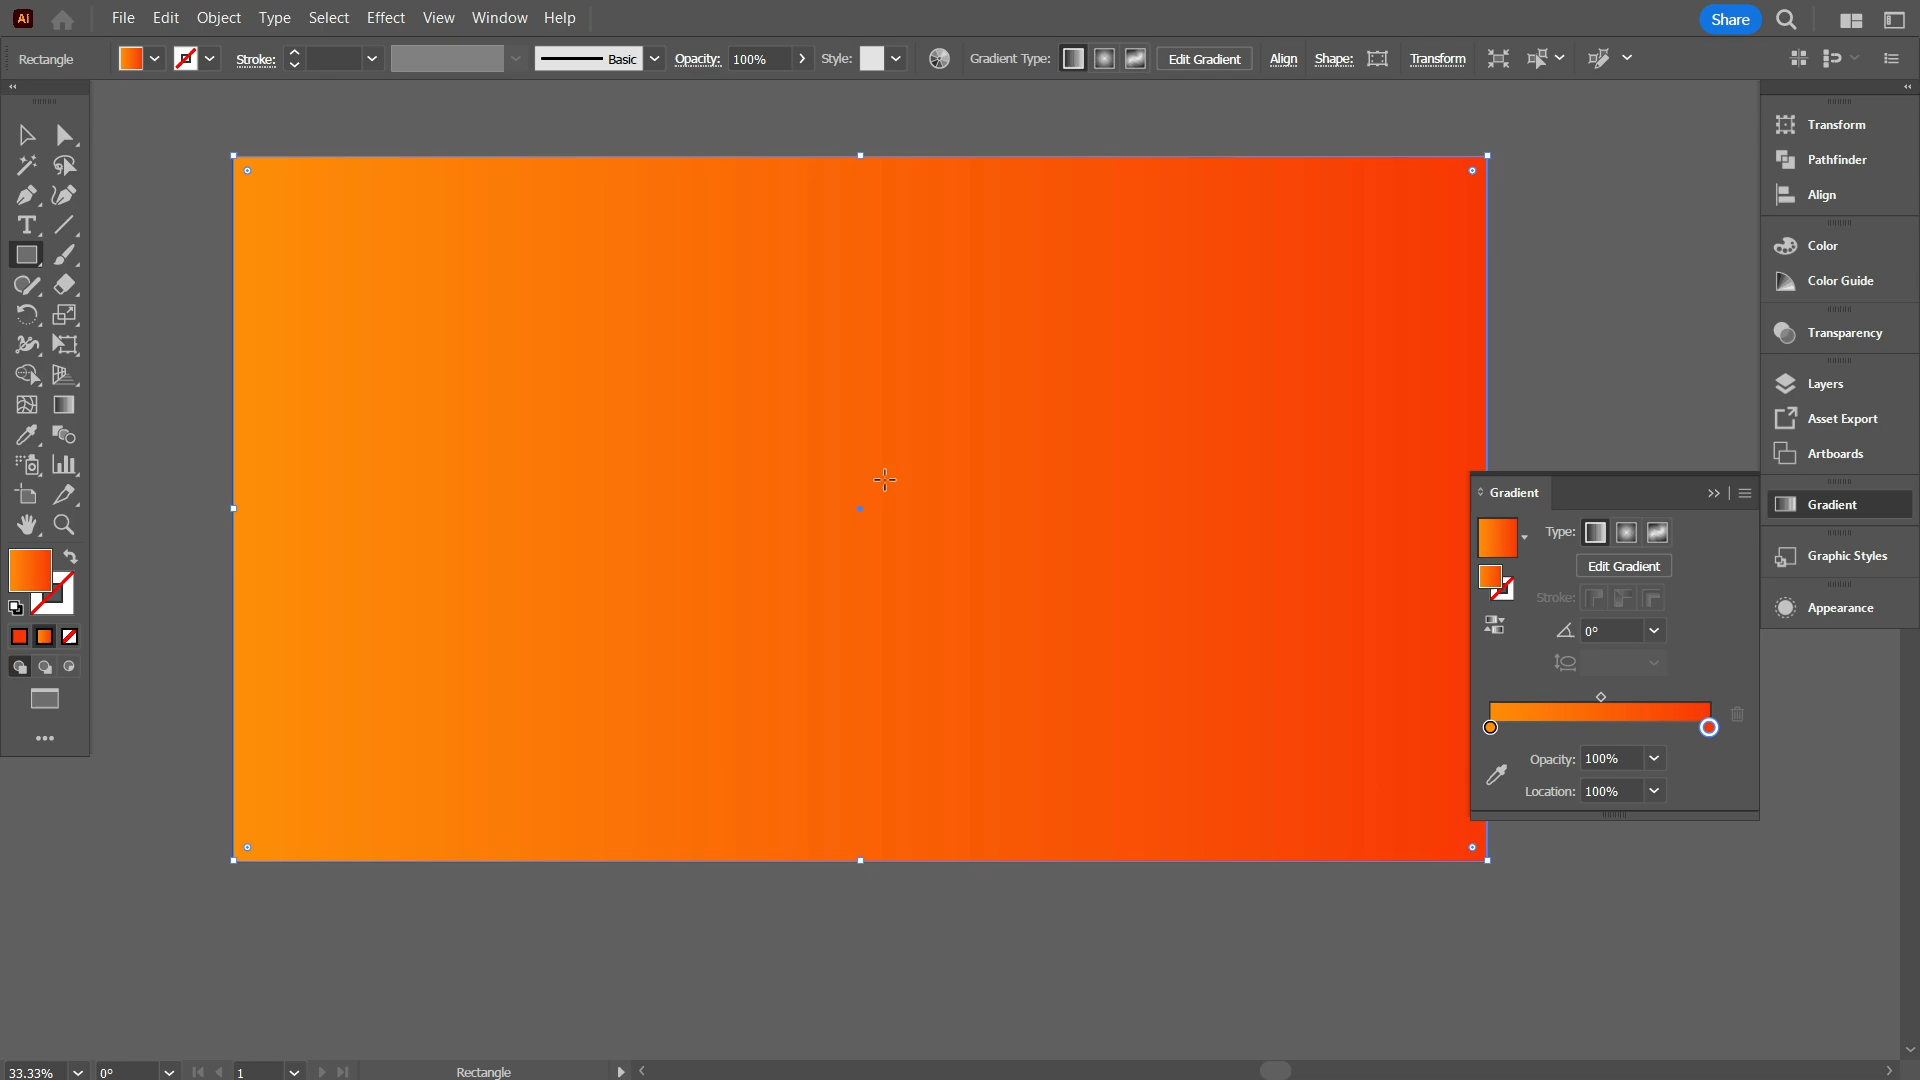 Ai File Edit Object Type Select Effect View Window Help Share
Rectangle Stroke: Basic Opacity: 100% Style: Gradient Type: Edit Gradient Align Shape: Transform
Transform
Pathfinder
Align
Color
Color Guide
Transparency
Layers
Asset Export
Artboards
Gradient
Graphic Styles
Appearance
Gradient
Type:
Edit Gradient
Stroke:
0°
Opacity: 100%
Location: 100%
33.33% 0° 1 Rectangle